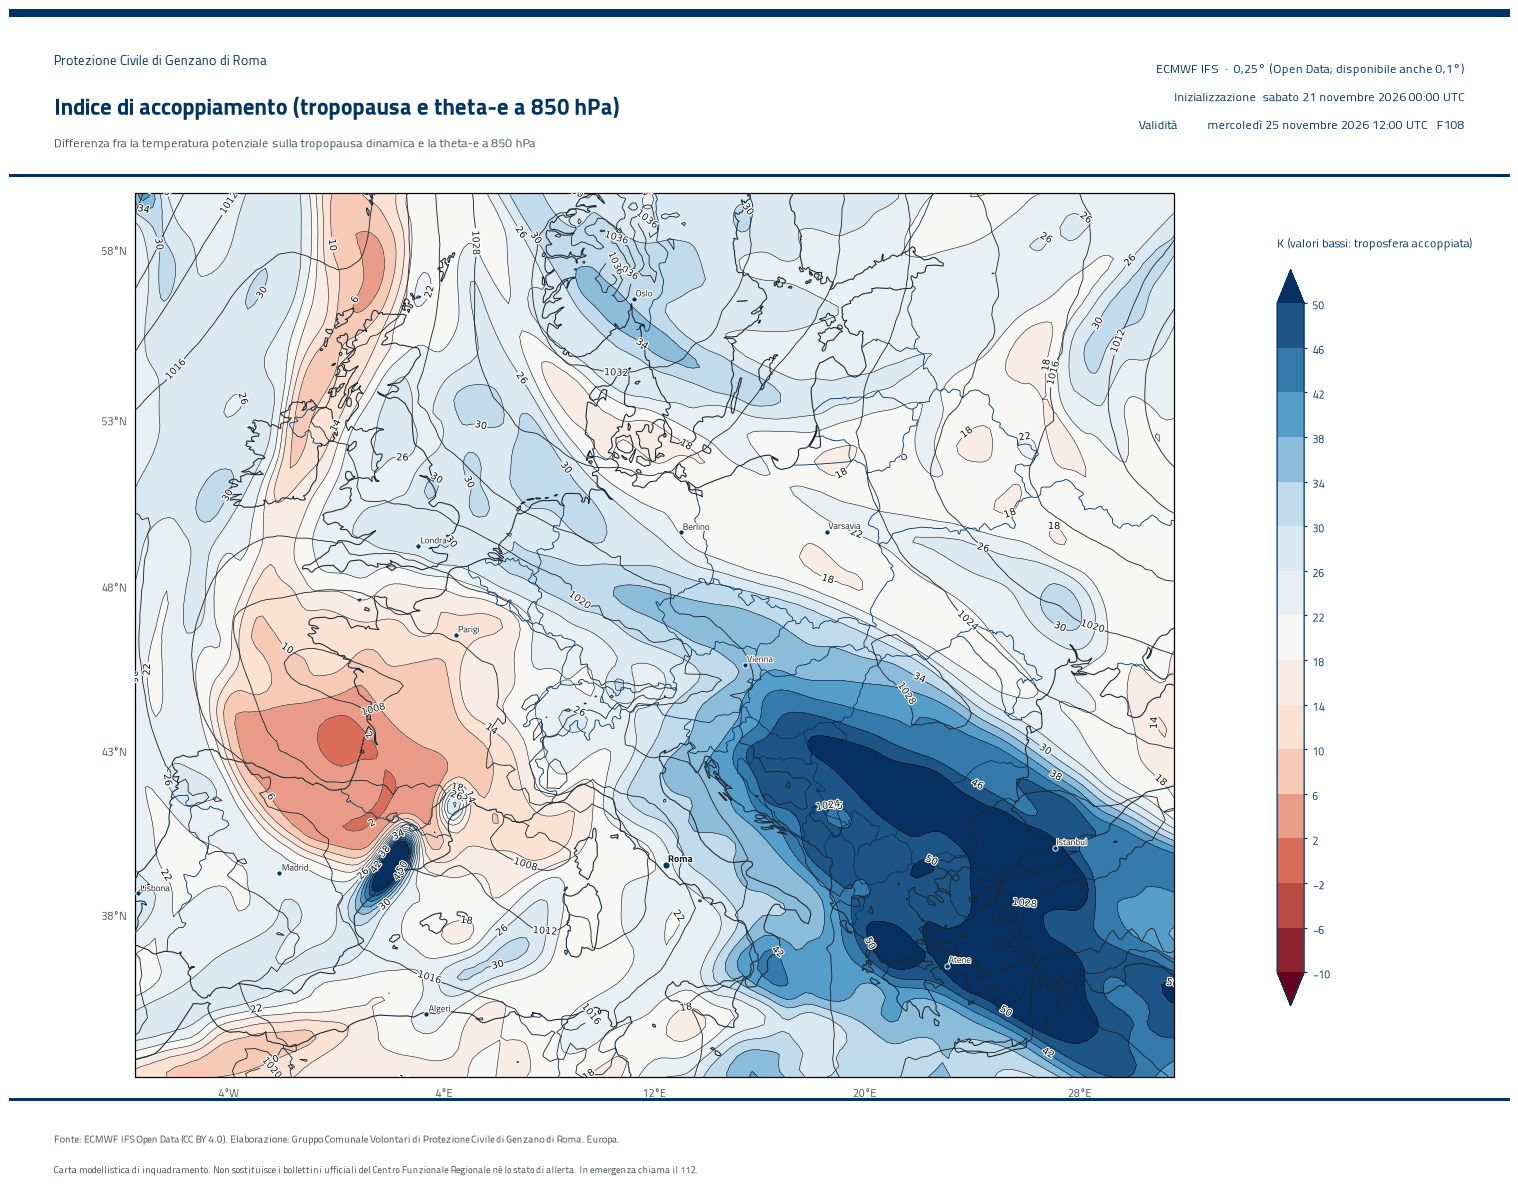 Protezione Civile di Genzano di Roma
Indice di accoppiamento (tropopausa e theta-e a 850 hPa)
Differenza fra la temperatura potenziale sulla tropopausa dinamica e la theta-e a 850 hPa
ECMWF IFS · 0,25° (Open Data; disponibile anche 0,1°)
Inizializzazione sabato 21 novembre 2026 00:00 UTC
Validità mercoledì 25 novembre 2026 12:00 UTC F108
K (valori bassi: troposfera accoppiata)
50
46
42
38
34
30
26
22
18
14
10
6
2
−2
−6
−10
58°N
53°N
48°N
43°N
38°N
4°W
4°E
12°E
20°E
28°E
Oslo
Londra
Berlino
Varsavia
Parigi
Vienna
Madrid
Roma
Lisbona
Istanbul
Atene
Algeri
Fonte: ECMWF IFS Open Data (CC BY 4.0). Elaborazione: Gruppo Comunale Volontari di Protezione Civile di Genzano di Roma. Europa.
Carta modellistica di inquadramento. Non sostituisce i bollettini ufficiali del Centro Funzionale Regionale né lo stato di allerta. In emergenza chiama il 112.